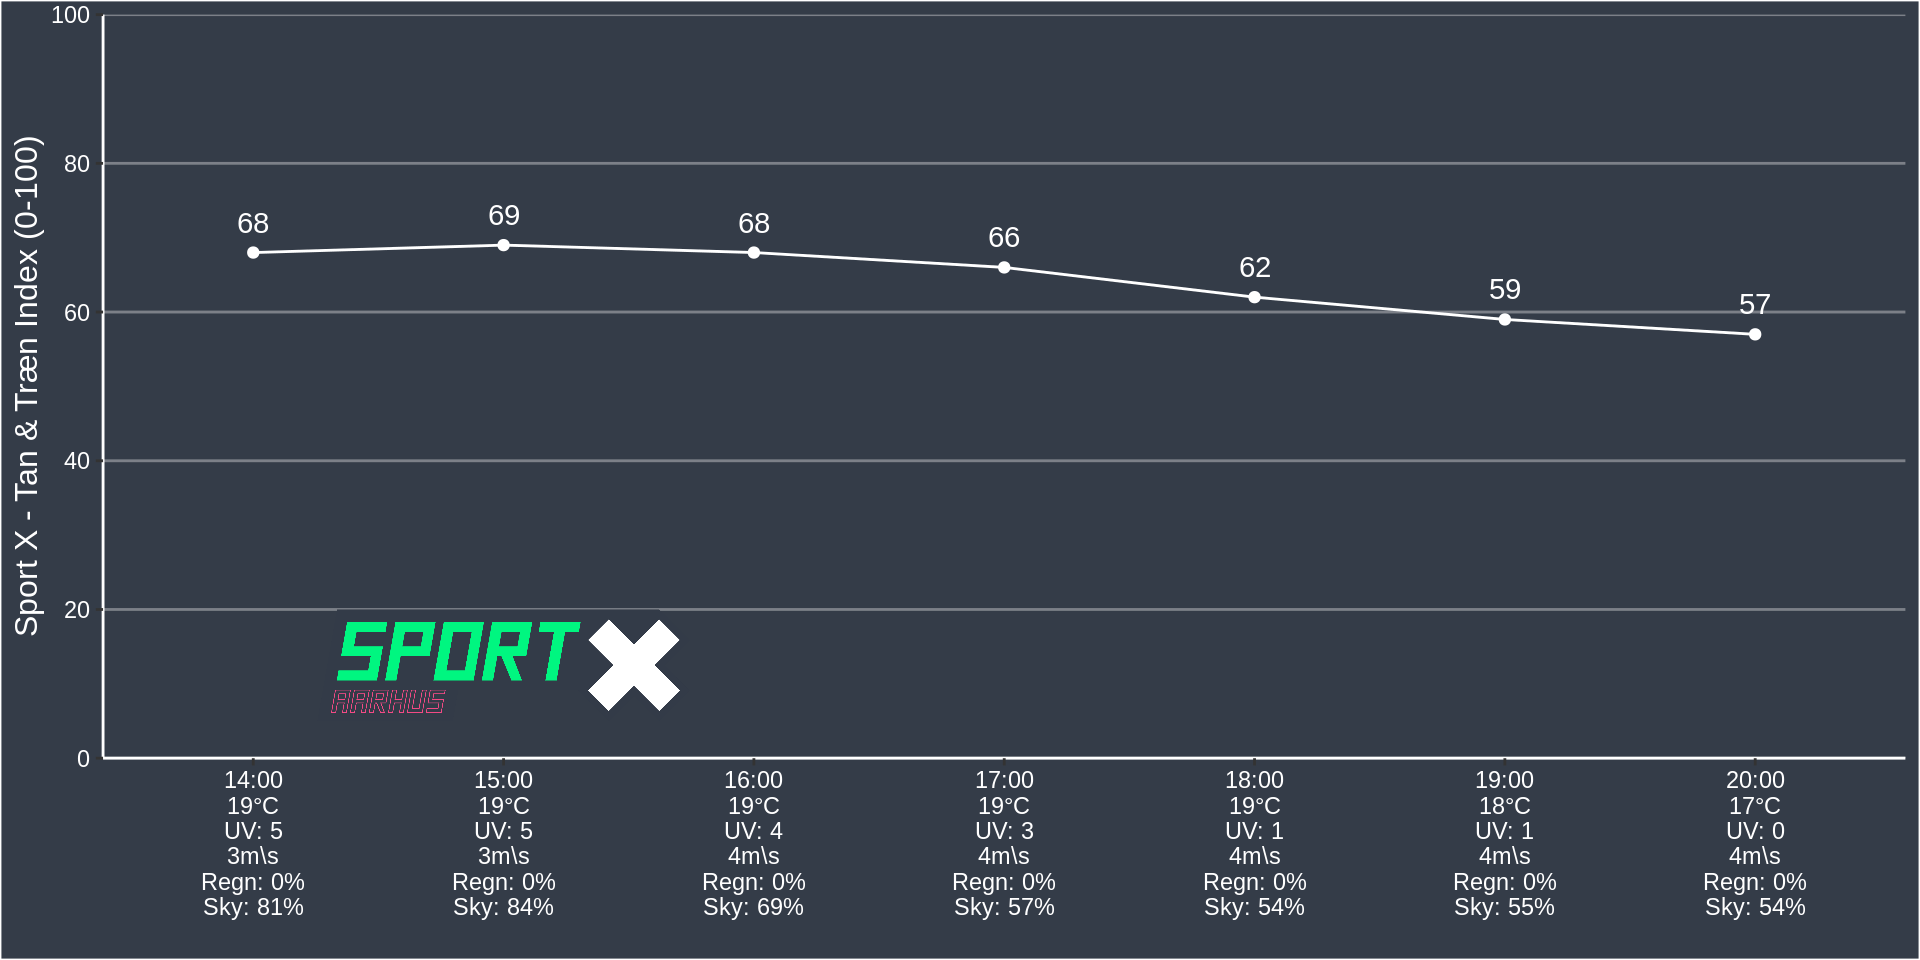 Sport X - Tan & Træn Index (0-100)
100
80
60
40
20
0
68
69
68
66
62
59
57
SPORT X
AARHUS
14:00
19°C
UV: 5
3m\s
Regn: 0%
Sky: 81%
15:00
19°C
UV: 5
3m\s
Regn: 0%
Sky: 84%
16:00
19°C
UV: 4
4m\s
Regn: 0%
Sky: 69%
17:00
19°C
UV: 3
4m\s
Regn: 0%
Sky: 57%
18:00
19°C
UV: 1
4m\s
Regn: 0%
Sky: 54%
19:00
18°C
UV: 1
4m\s
Regn: 0%
Sky: 55%
20:00
17°C
UV: 0
4m\s
Regn: 0%
Sky: 54%